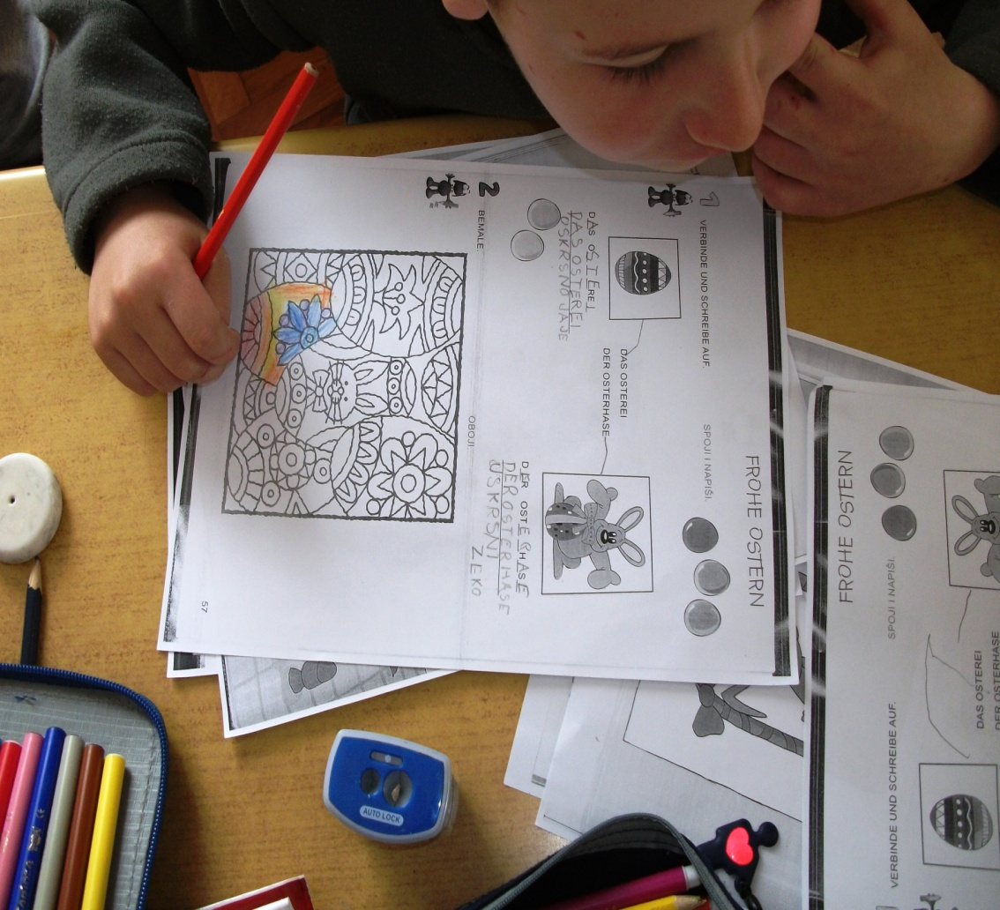 FROHE OSTERN
1 VERBINDE UND SCHREIBE AUF. SPOJI I NAPIŠI.
DAS OSTEREI
DER OSTERHASE
DAS OSTEREI
DAS OSTEREI
USKRSNO JAJE
DER OSTERHASE
DER OSTERHASE
USKRSNI
ZEKO
2 BEMALE. OBOJI.
57
FROHE OSTERN
VERBINDE UND SCHREIBE AUF. SPOJI I NAPIŠI.
DAS OSTEREI
DER OSTERHASE
AUTO LOCK